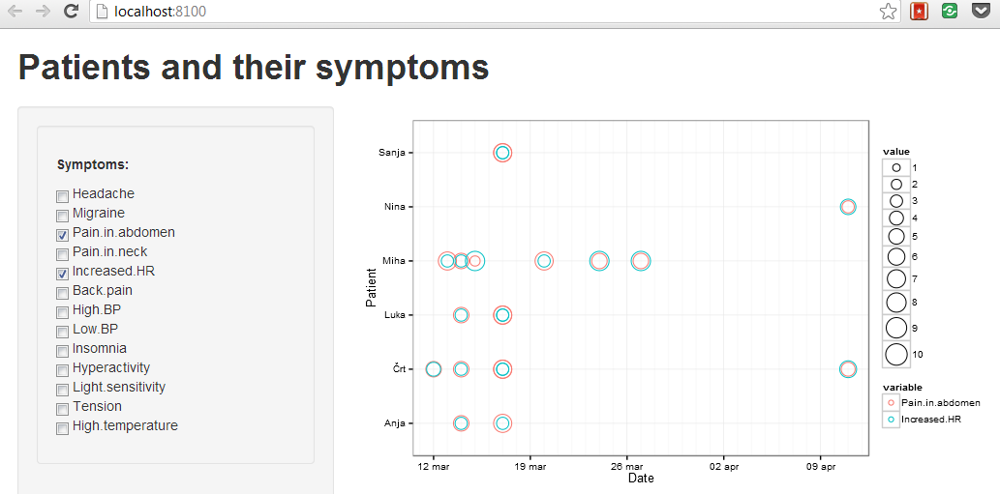 localhost:8100
Patients and their symptoms
Symptoms:
Headache
Migraine
Pain.in.abdomen
Pain.in.neck
Increased.HR
Back.pain
High.BP
Low.BP
Insomnia
Hyperactivity
Light.sensitivity
Tension
High.temperature
Patient
Sanja
Nina
Miha
Luka
Črt
Anja
12 mar
19 mar
26 mar
02 apr
09 apr
Date
value
1
2
3
4
5
6
7
8
9
10
variable
Pain.in.abdomen
Increased.HR